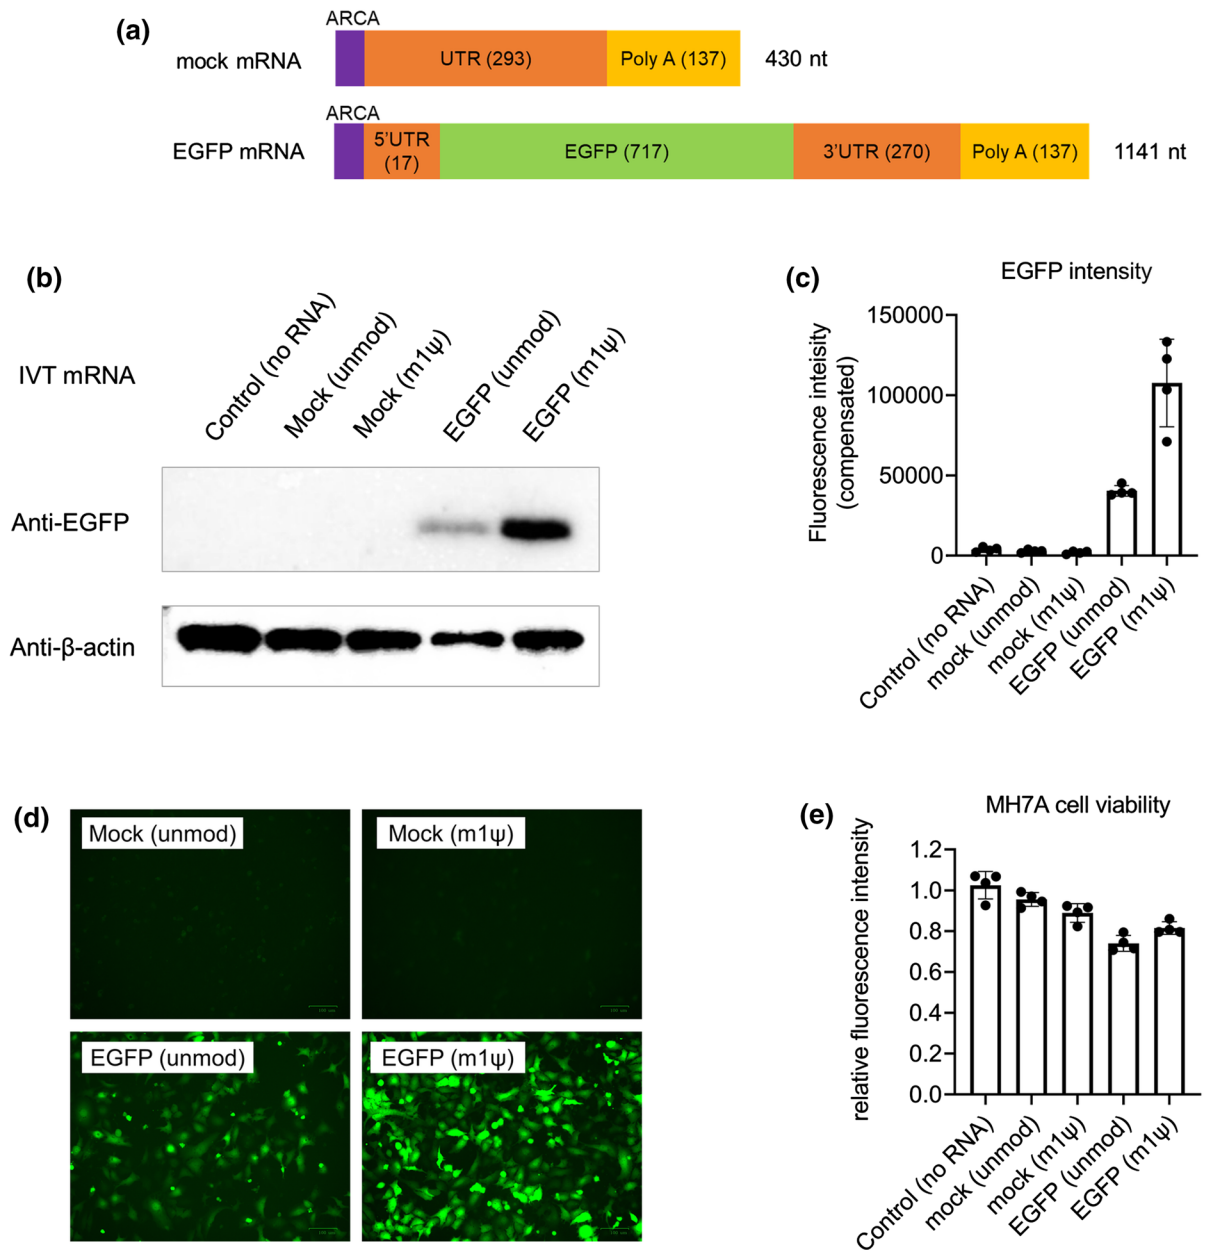 (a)
ARCA
mock mRNA
UTR (293)
Poly A (137)
430 nt
ARCA
EGFP mRNA
5'UTR
(17)
EGFP (717)
3'UTR (270)
Poly A (137)
1141 nt
(b)
IVT mRNA
Control (no RNA)
Mock (unmod)
Mock (m1ψ)
EGFP (unmod)
EGFP (m1ψ)
Anti-EGFP
Anti-β-actin
(c)
EGFP intensity
Fluorescence inteisity
(compensated)
150000
100000
50000
0
Control (no RNA)
mock (unmod)
mock (m1ψ)
EGFP (unmod)
EGFP (m1ψ)
(d)
Mock (unmod)
Mock (m1ψ)
EGFP (unmod)
EGFP (m1ψ)
(e)
MH7A cell viability
relative fluorescence intensity
1.2
1.0
0.8
0.6
0.4
0.2
0.0
Control (no RNA)
mock (unmod)
mock (m1ψ)
EGFP (unmod)
EGFP (m1ψ)